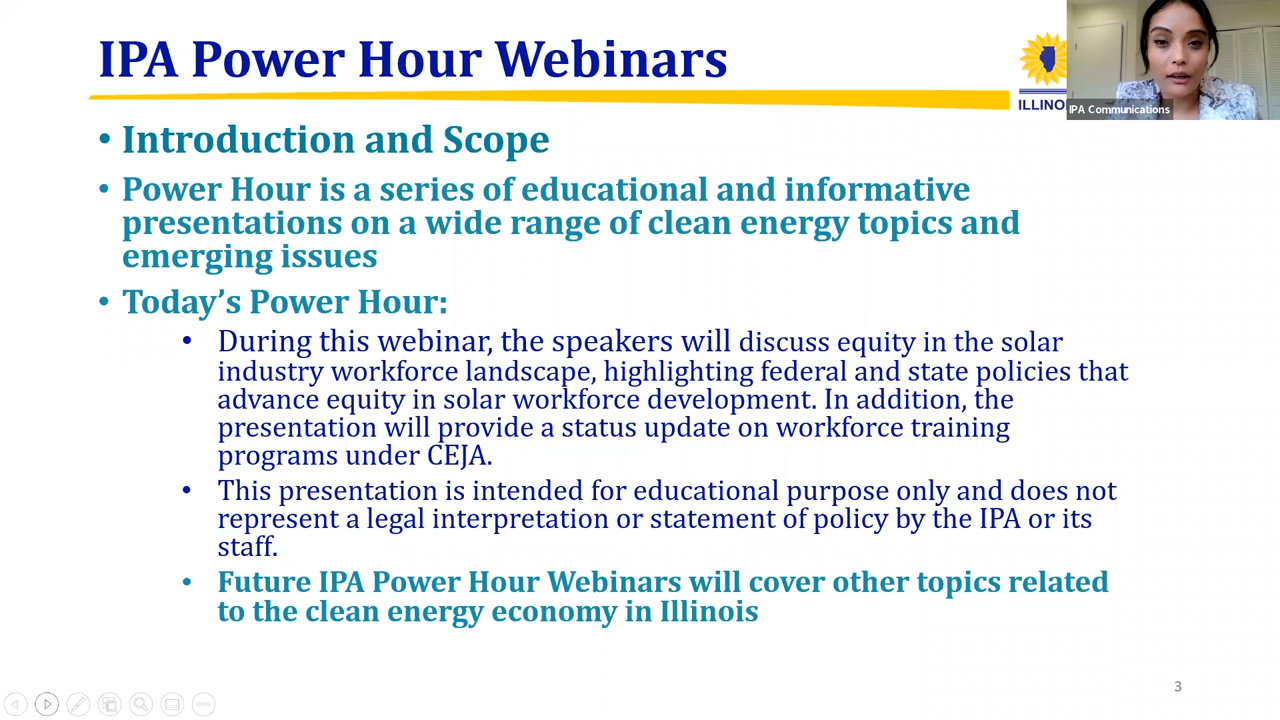 IPA Power Hour Webinars
ILLINO
IPA Communications
• Introduction and Scope
• Power Hour is a series of educational and informative
presentations on a wide range of clean energy topics and
emerging issues
• Today’s Power Hour:
• During this webinar, the speakers will discuss equity in the solar
industry workforce landscape, highlighting federal and state policies that
advance equity in solar workforce development. In addition, the
presentation will provide a status update on workforce training
programs under CEJA.
• This presentation is intended for educational purpose only and does not
represent a legal interpretation or statement of policy by the IPA or its
staff.
• Future IPA Power Hour Webinars will cover other topics related
to the clean energy economy in Illinois
3